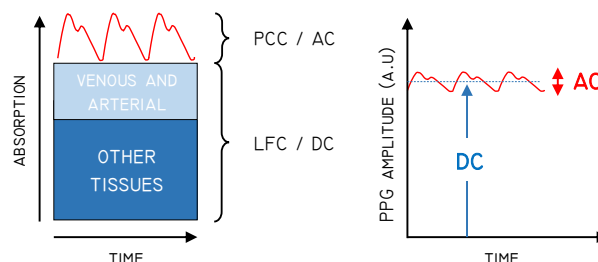 ABSORPTION
PCC / AC
VENOUS AND
ARTERIAL
OTHER
TISSUES
LFC / DC
TIME
PPG AMPLITUDE (A.U)
AC
DC
TIME